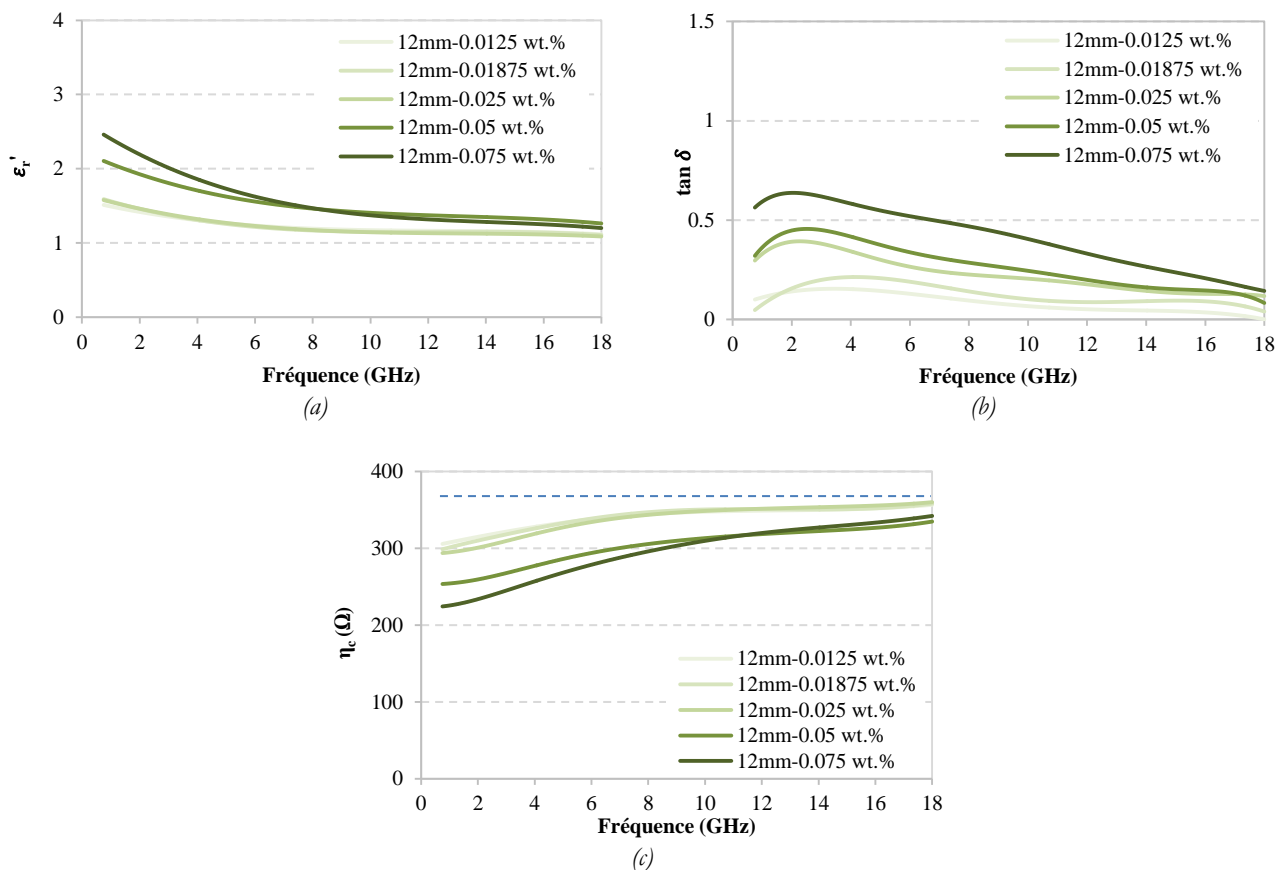 4
3
2
1
0
εr'
12mm-0.0125 wt.%
12mm-0.01875 wt.%
12mm-0.025 wt.%
12mm-0.05 wt.%
12mm-0.075 wt.%
0 2 4 6 8 10 12 14 16 18
Fréquence (GHz)
(a)
1.5
1
0.5
0
tan δ
12mm-0.0125 wt.%
12mm-0.01875 wt.%
12mm-0.025 wt.%
12mm-0.05 wt.%
12mm-0.075 wt.%
0 2 4 6 8 10 12 14 16 18
Fréquence (GHz)
(b)
400
300
200
100
0
ηc (Ω)
12mm-0.0125 wt.%
12mm-0.01875 wt.%
12mm-0.025 wt.%
12mm-0.05 wt.%
12mm-0.075 wt.%
0 2 4 6 8 10 12 14 16 18
Fréquence (GHz)
(c)